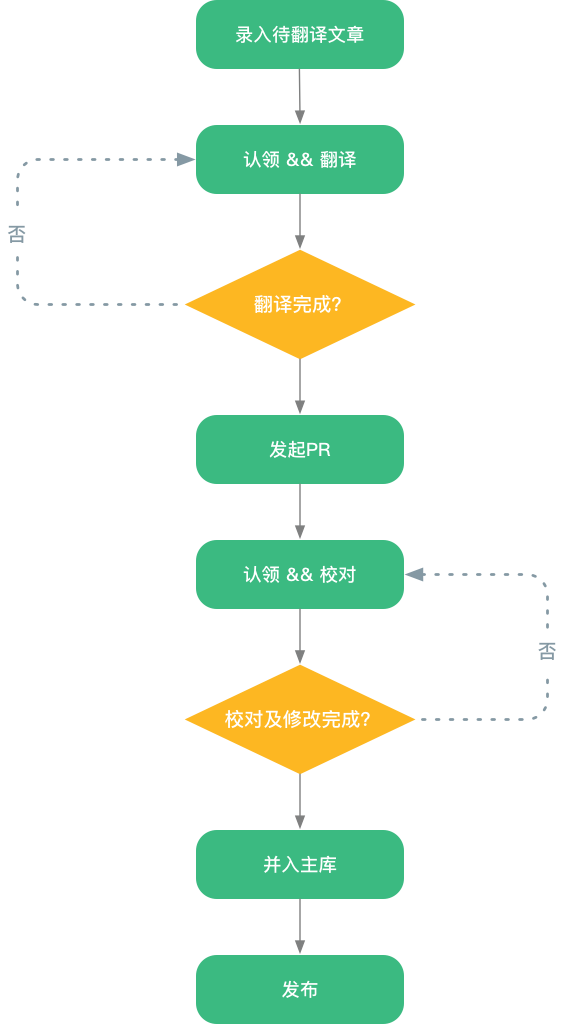 录入待翻译文章
认领 && 翻译
否
翻译完成?
发起PR
认领 && 校对
否
校对及修改完成?
并入主库
发布